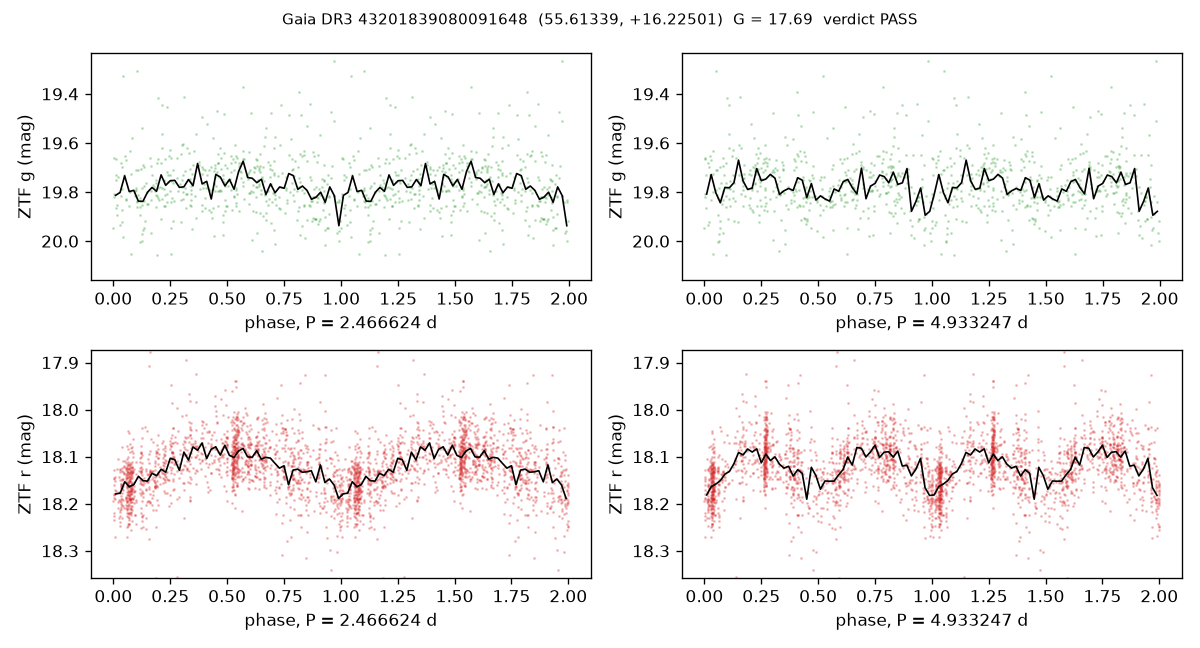 Gaia DR3 43201839080091648 (55.61339, +16.22501) G = 17.69 verdict PASS
ZTF g (mag)
19.4
19.6
19.8
20.0
0.00 0.25 0.50 0.75 1.00 1.25 1.50 1.75 2.00
phase, P = 2.466624 d
ZTF g (mag)
19.4
19.6
19.8
20.0
0.00 0.25 0.50 0.75 1.00 1.25 1.50 1.75 2.00
phase, P = 4.933247 d
ZTF r (mag)
17.9
18.0
18.1
18.2
18.3
0.00 0.25 0.50 0.75 1.00 1.25 1.50 1.75 2.00
phase, P = 2.466624 d
ZTF r (mag)
17.9
18.0
18.1
18.2
18.3
0.00 0.25 0.50 0.75 1.00 1.25 1.50 1.75 2.00
phase, P = 4.933247 d